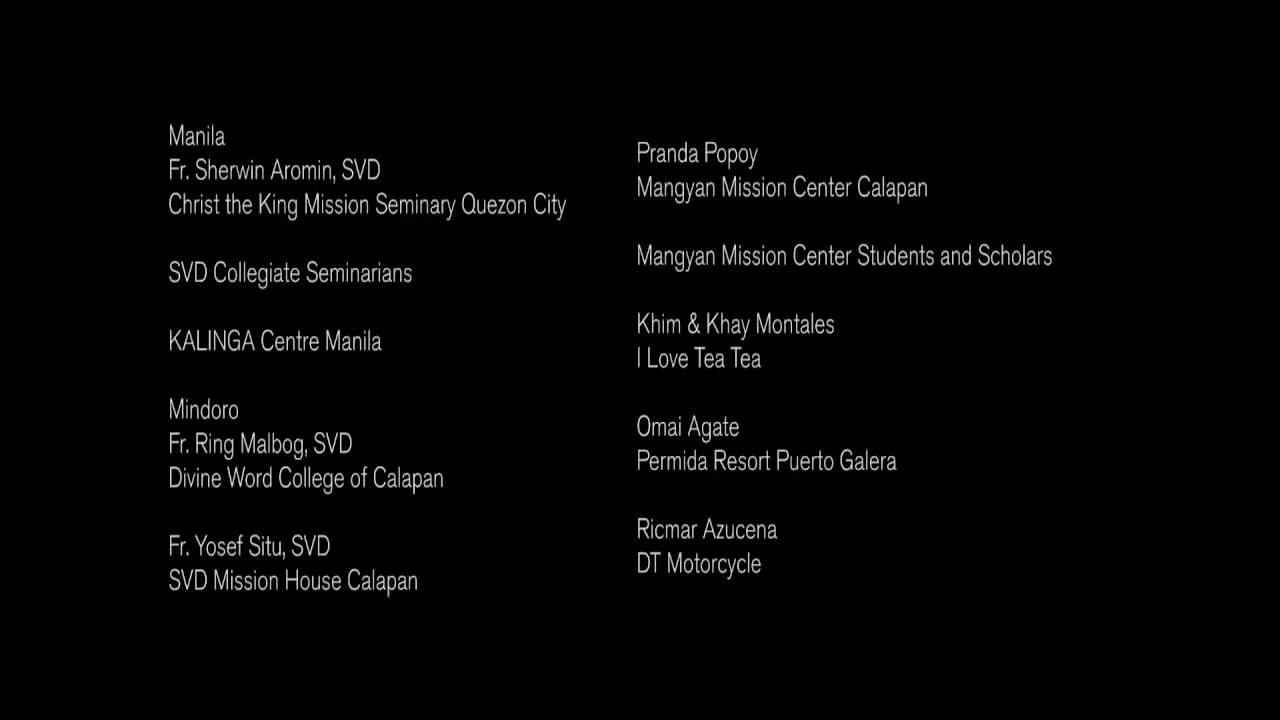 Manila
Fr. Sherwin Aromin, SVD
Christ the King Mission Seminary Quezon City
SVD Collegiate Seminarians
KALINGA Centre Manila
Mindoro
Fr. Ring Malbog, SVD
Divine Word College of Calapan
Fr. Yosef Situ, SVD
SVD Mission House Calapan
Pranda Popoy
Mangyan Mission Center Calapan
Mangyan Mission Center Students and Scholars
Khim & Khay Montales
I Love Tea Tea
Omai Agate
Permida Resort Puerto Galera
Ricmar Azucena
DT Motorcycle